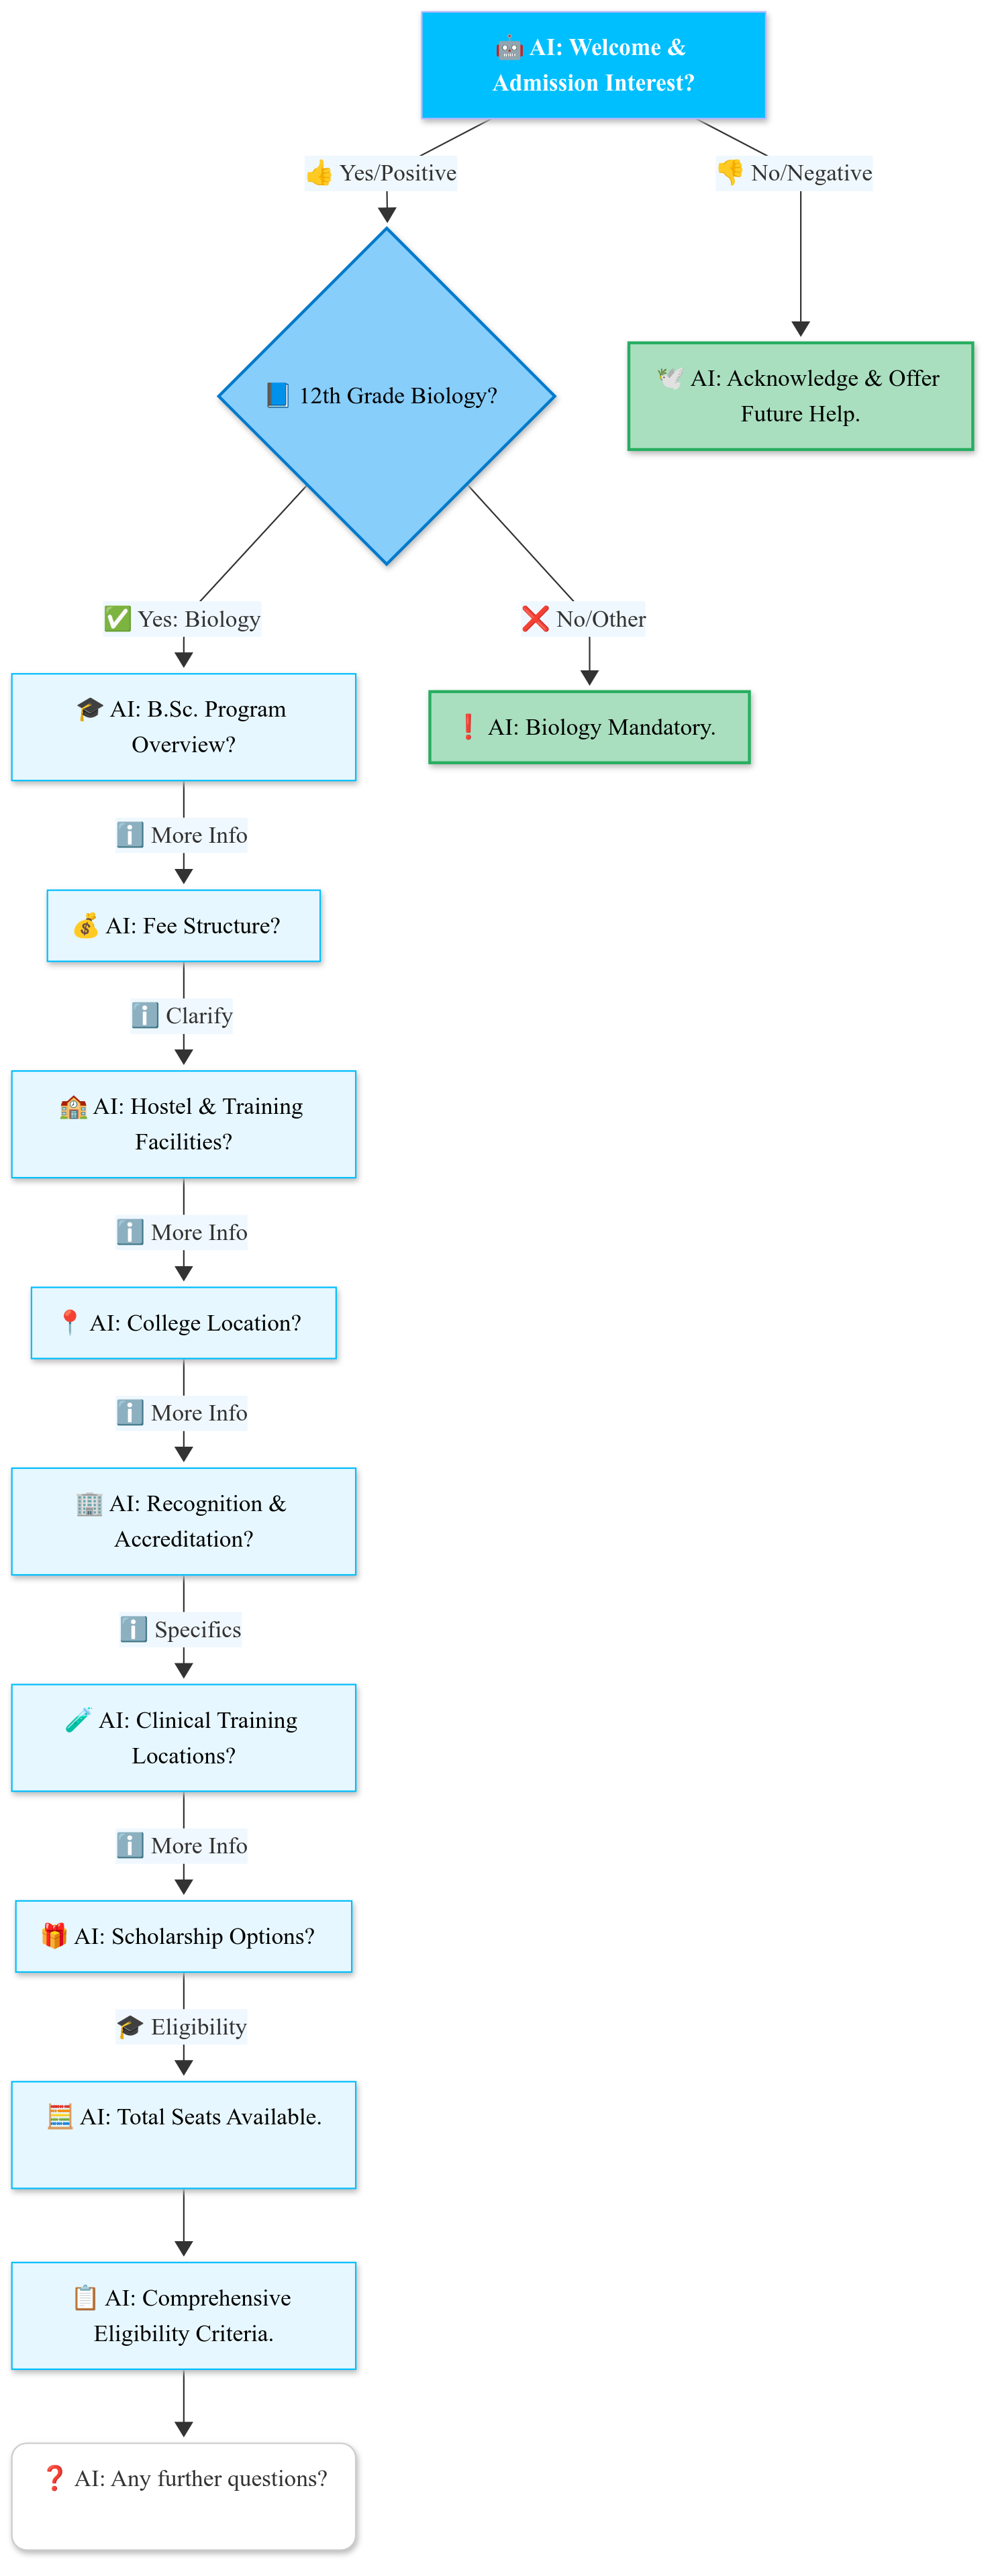 🤖 AI: Welcome &
Admission Interest?
👍 Yes/Positive
👎 No/Negative
🕊️ AI: Acknowledge & Offer
Future Help.
📘 12th Grade Biology?
✅ Yes: Biology
❌ No/Other
🎓 AI: B.Sc. Program
Overview?
❗ AI: Biology Mandatory.
ℹ️ More Info
💰 AI: Fee Structure?
ℹ️ Clarify
🏫 AI: Hostel & Training
Facilities?
ℹ️ More Info
📍 AI: College Location?
ℹ️ More Info
🏢 AI: Recognition &
Accreditation?
ℹ️ Specifics
🧪 AI: Clinical Training
Locations?
ℹ️ More Info
🎁 AI: Scholarship Options?
🎓 Eligibility
🧮 AI: Total Seats Available.
📋 AI: Comprehensive
Eligibility Criteria.
❓ AI: Any further questions?